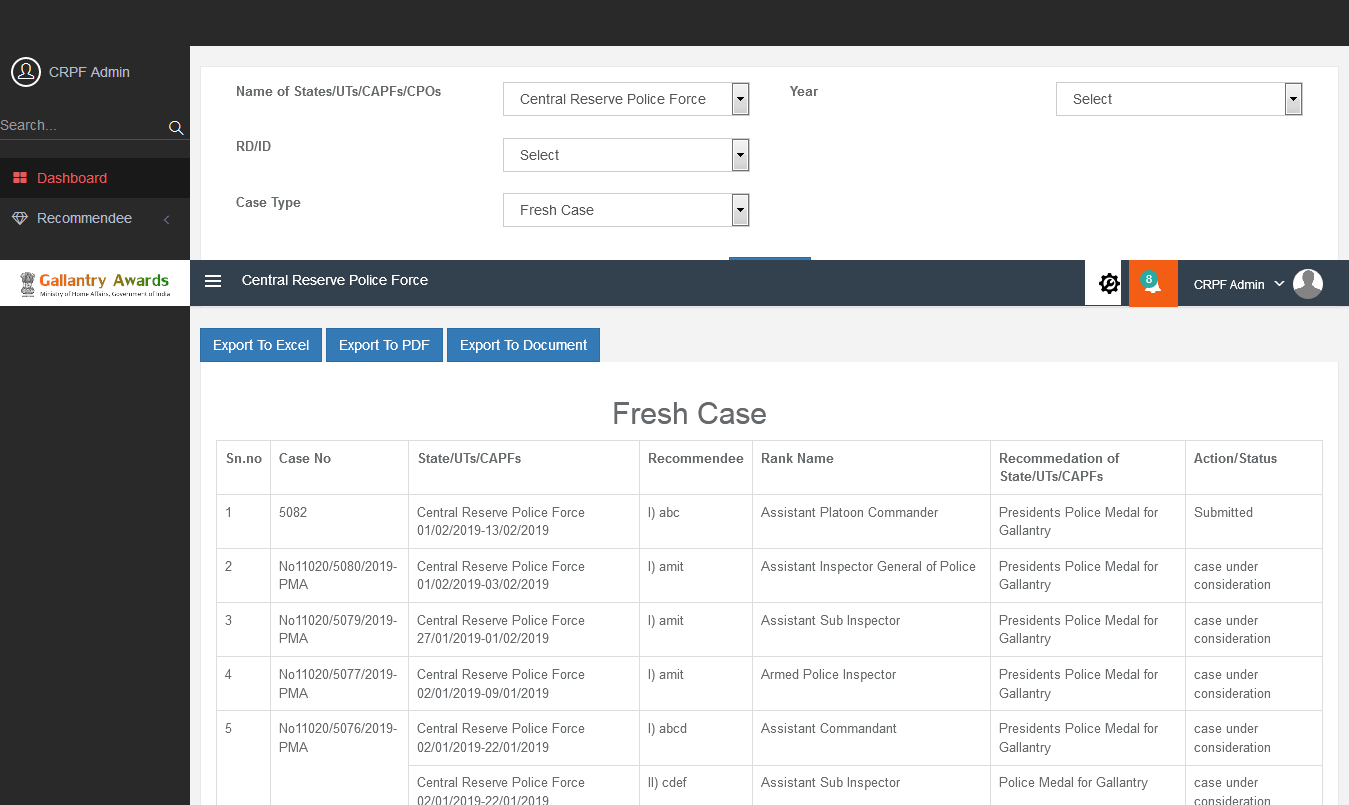 CRPF Admin
Search...
Dashboard
Recommendee
Name of States/UTs/CAPFs/CPOs
Central Reserve Police Force
Year
Select
RD/ID
Select
Case Type
Fresh Case
Gallantry Awards
Ministry of Home Affairs, Government of India
Central Reserve Police Force
8
CRPF Admin
Export To Excel
Export To PDF
Export To Document
Fresh Case
Sn.no Case No State/UTs/CAPFs Recommendee Rank Name Recommedation of Action/Status
State/UTs/CAPFs
1 5082 Central Reserve Police Force I) abc Assistant Platoon Commander Presidents Police Medal for Submitted
01/02/2019-13/02/2019 Gallantry
2 No11020/5080/2019- Central Reserve Police Force I) amit Assistant Inspector General of Police Presidents Police Medal for case under
PMA 01/02/2019-03/02/2019 Gallantry consideration
3 No11020/5079/2019- Central Reserve Police Force I) amit Assistant Sub Inspector Presidents Police Medal for case under
PMA 27/01/2019-01/02/2019 Gallantry consideration
4 No11020/5077/2019- Central Reserve Police Force I) amit Armed Police Inspector Presidents Police Medal for case under
PMA 02/01/2019-09/01/2019 Gallantry consideration
5 No11020/5076/2019- Central Reserve Police Force I) abcd Assistant Commandant Presidents Police Medal for case under
PMA 02/01/2019-22/01/2019 Gallantry consideration
Central Reserve Police Force II) cdef Assistant Sub Inspector Police Medal for Gallantry case under
02/01/2019-22/01/2019 consideration